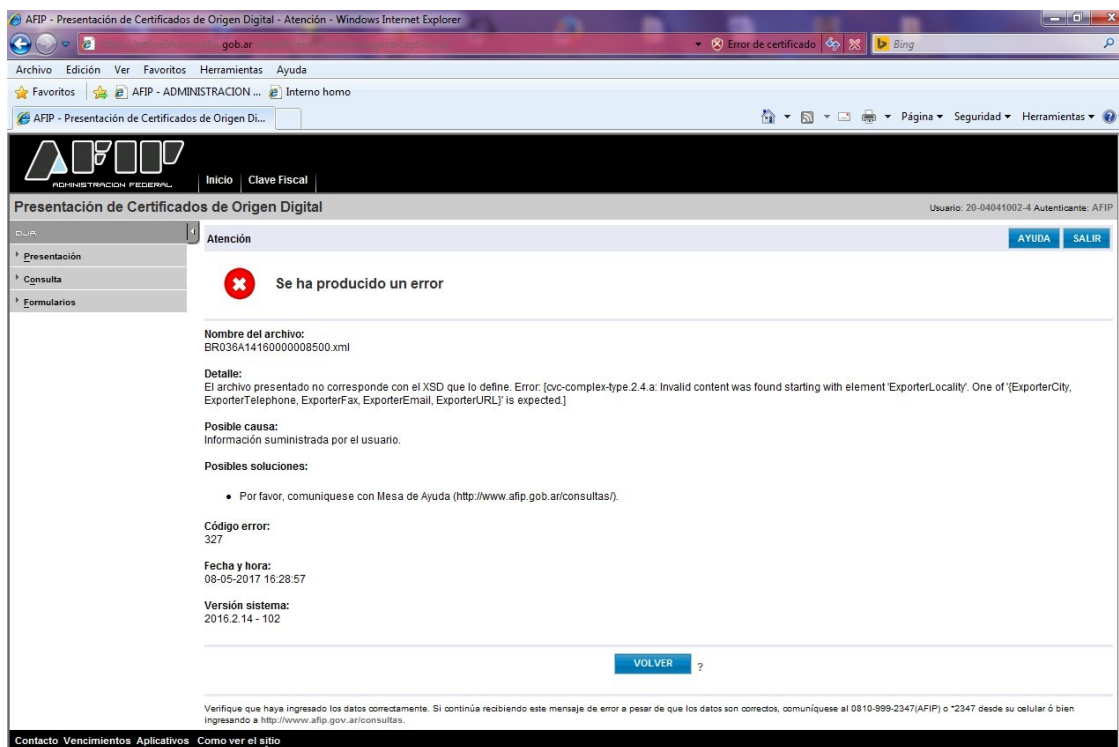 AFIP - Presentación de Certificados de Origen Digital - Atención - Windows Internet Explorer
gob.ar
Error de certificado
Bing
Archivo Edición Ver Favoritos Herramientas Ayuda
Favoritos AFIP - ADMINISTRACION ... Interno homo
AFIP - Presentación de Certificados de Origen Di...
Página Seguridad Herramientas
AFIP
ADMINISTRACION FEDERAL
Inicio Clave Fiscal
Presentación de Certificados de Origen Digital
Usuario: 20-04041002-4 Autenticante: AFIP
DJR
Presentación
Consulta
Formularios
Atención
AYUDA SALIR
Se ha producido un error
Nombre del archivo:
BR036A14160000008500.xml
Detalle:
El archivo presentado no corresponde con el XSD que lo define. Error: [cvc-complex-type.2.4.a: Invalid content was found starting with element 'ExporterLocality'. One of '{ExporterCity,
ExporterTelephone, ExporterFax, ExporterEmail, ExporterURL}' is expected.]
Posible causa:
Información suministrada por el usuario.
Posibles soluciones:
• Por favor, comuniquese con Mesa de Ayuda (http://www.afip.gob.ar/consultas/).
Código error:
327
Fecha y hora:
08-05-2017 16:28:57
Versión sistema:
2016.2.14 - 102
VOLVER ?
Verifique que haya ingresado los datos correctamente. Si continúa recibiendo este mensaje de error a pesar de que los datos son correctos, comuníquese al 0810-999-2347(AFIP) o *2347 desde su celular ó bien
ingresando a http://www.afip.gov.ar/consultas.
Contacto Vencimientos Aplicativos Como ver el sitio